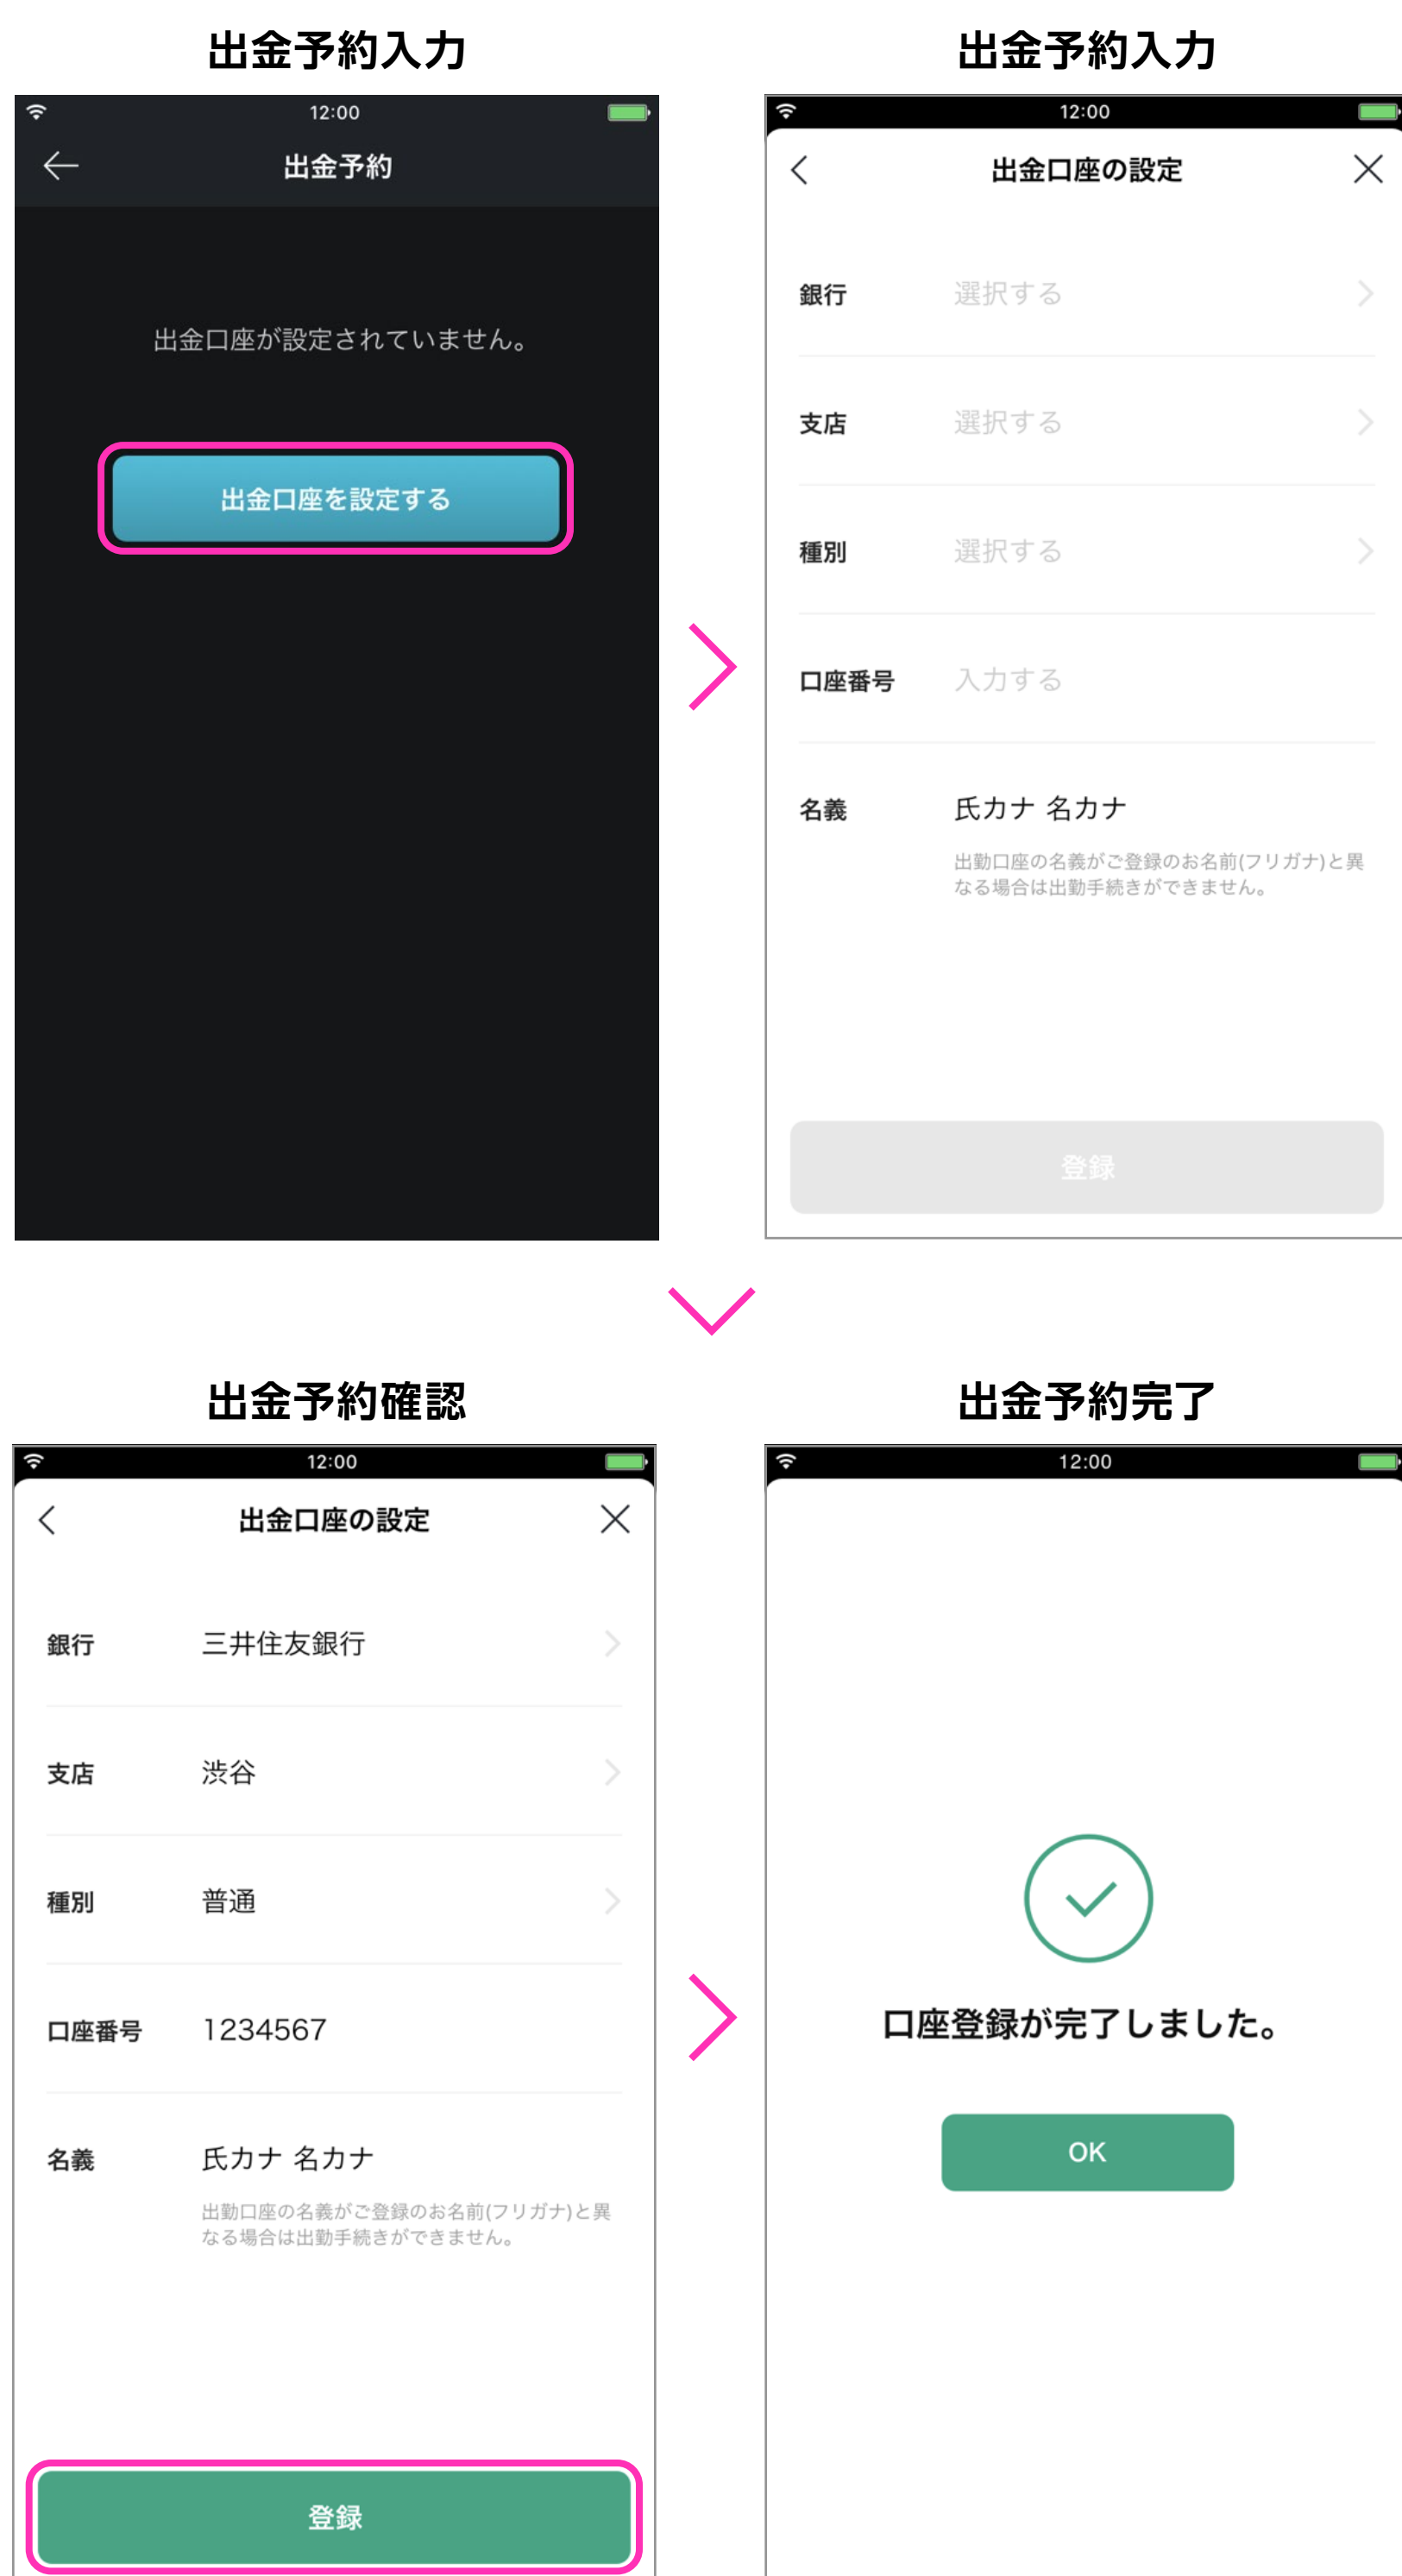 出金予約入力
12:00
出金予約
出金口座が設定されていません。
出金口座を設定する
出金予約入力
12:00
出金口座の設定
銀行 選択する
支店 選択する
種別 選択する
口座番号 入力する
名義 氏カナ 名カナ
出勤口座の名義がご登録のお名前(フリガナ)と異
なる場合は出勤手続きができません。
登録
出金予約確認
12:00
出金口座の設定
銀行 三井住友銀行
支店 渋谷
種別 普通
口座番号 1234567
名義 氏カナ 名カナ
出勤口座の名義がご登録のお名前(フリガナ)と異
なる場合は出勤手続きができません。
登録
出金予約完了
12:00
口座登録が完了しました。
OK